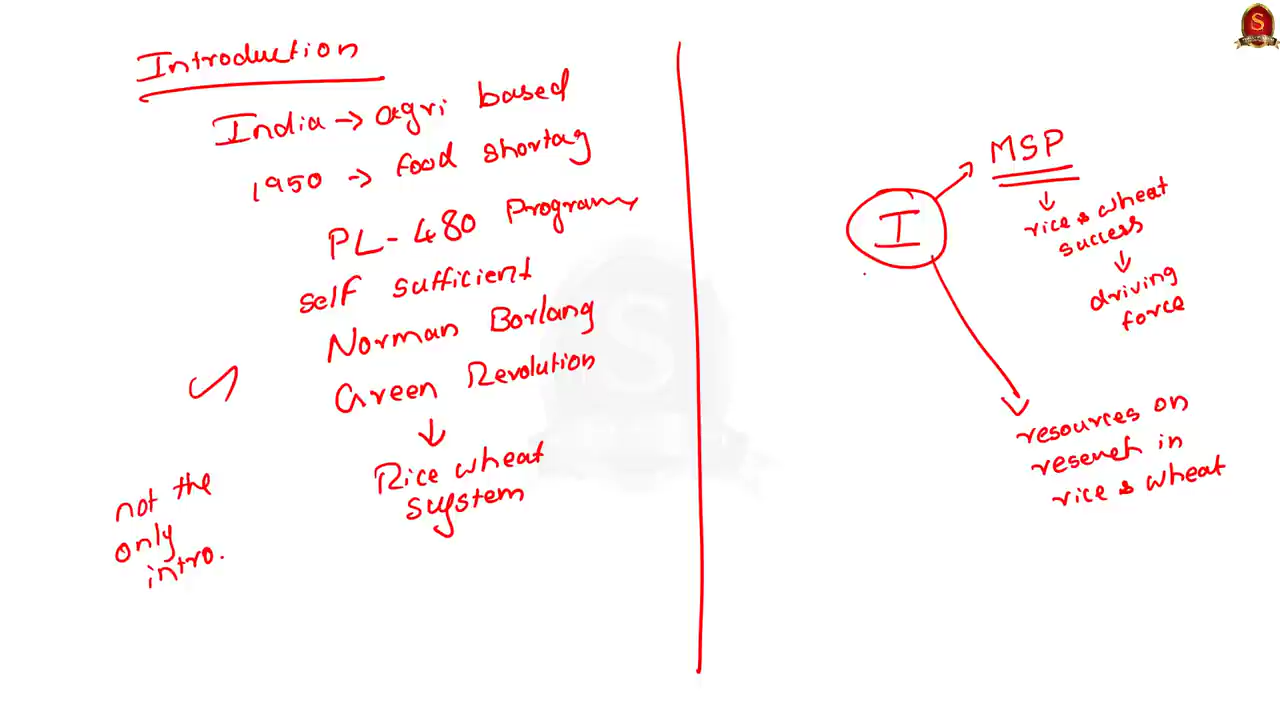 Introduction
India → agri based
1950 → food shortag
PL-480 Program,
self sufficient
Norman Borlang
Green Revolution
↓
Rice wheat
system
not the
only
intro.
I
MSP
↓
rice & wheat
success
↓
driving
force
resources on
reserch in
rice & wheat
S